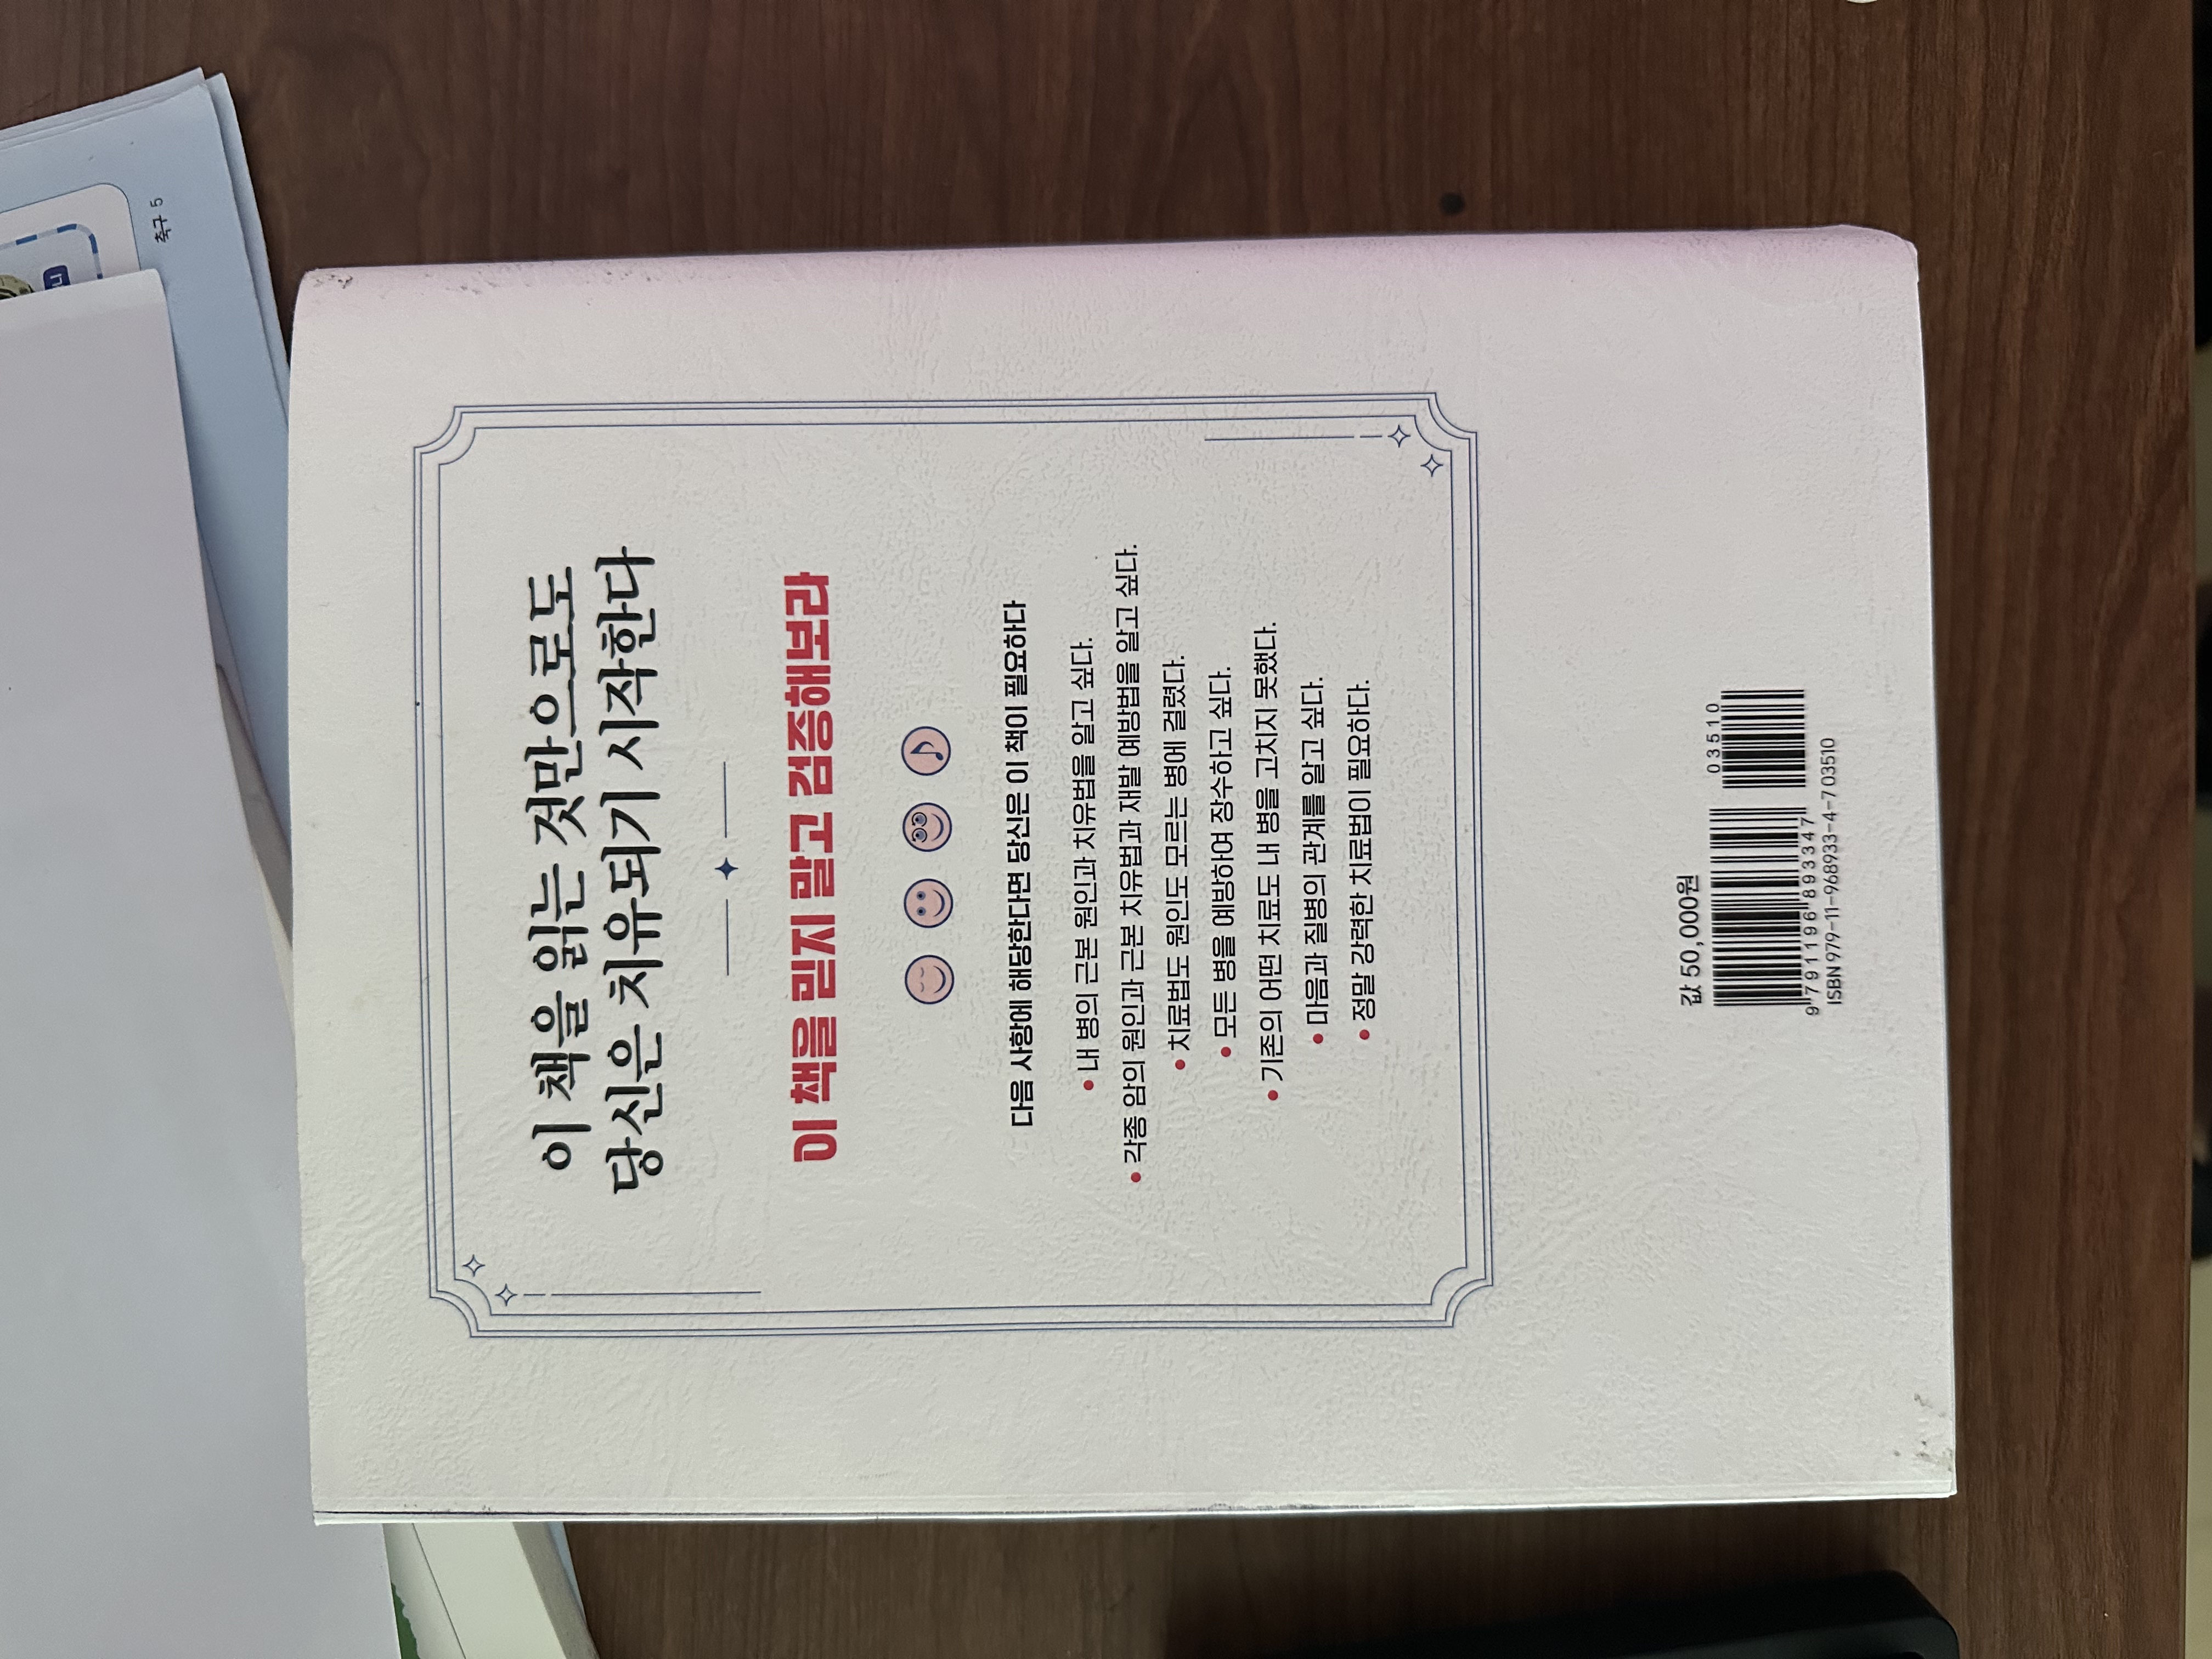 이 책을 읽는 것만으로도
당신은 치유되기 시작한다
이 책을 믿지 말고 검증해보라
다음 사항에 해당한다면 당신은 이 책이 필요하다
• 내 병의 근본 원인과 치유법을 알고 싶다.
• 각종 암의 원인과 근본 치유법과 재발 예방법을 알고 싶다.
• 치료법도 원인도 모르는 병에 걸렸다.
• 모든 병을 예방하여 장수하고 싶다.
• 기존의 어떤 치료도 내 병을 고치지 못했다.
• 마음과 질병의 관계를 알고 싶다.
• 정말 강력한 치료법이 필요하다.
값 50,000원
03510
9 791196 893347
ISBN 979-11-968933-4-7 03510
축구 5